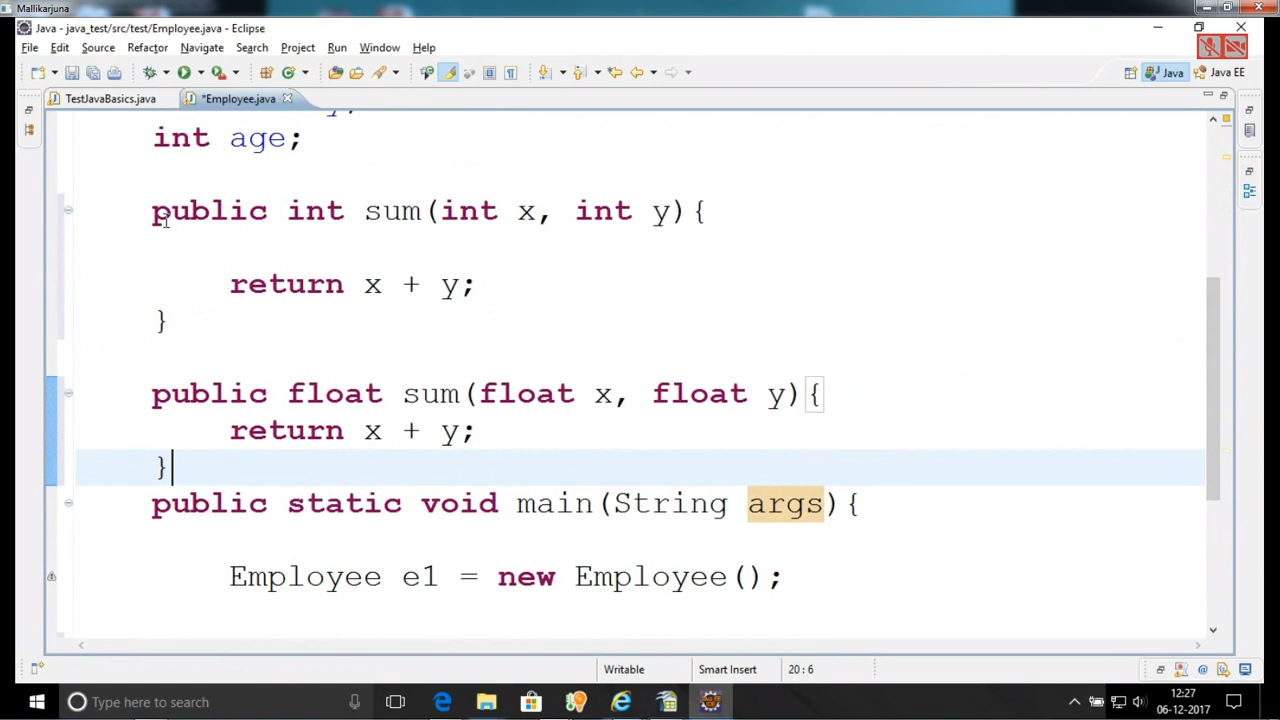 Mallikarjuna
Java - java_test/src/test/Employee.java - Eclipse
File Edit Source Refactor Navigate Search Project Run Window Help
Java Java EE
TestJavaBasics.java *Employee.java
int age;
public int sum(int x, int y){
return x + y;
}
public float sum(float x, float y){
return x + y;
}
public static void main(String args){
Employee e1 = new Employee();
Writable Smart Insert 20 : 6
Type here to search
12:27
06-12-2017